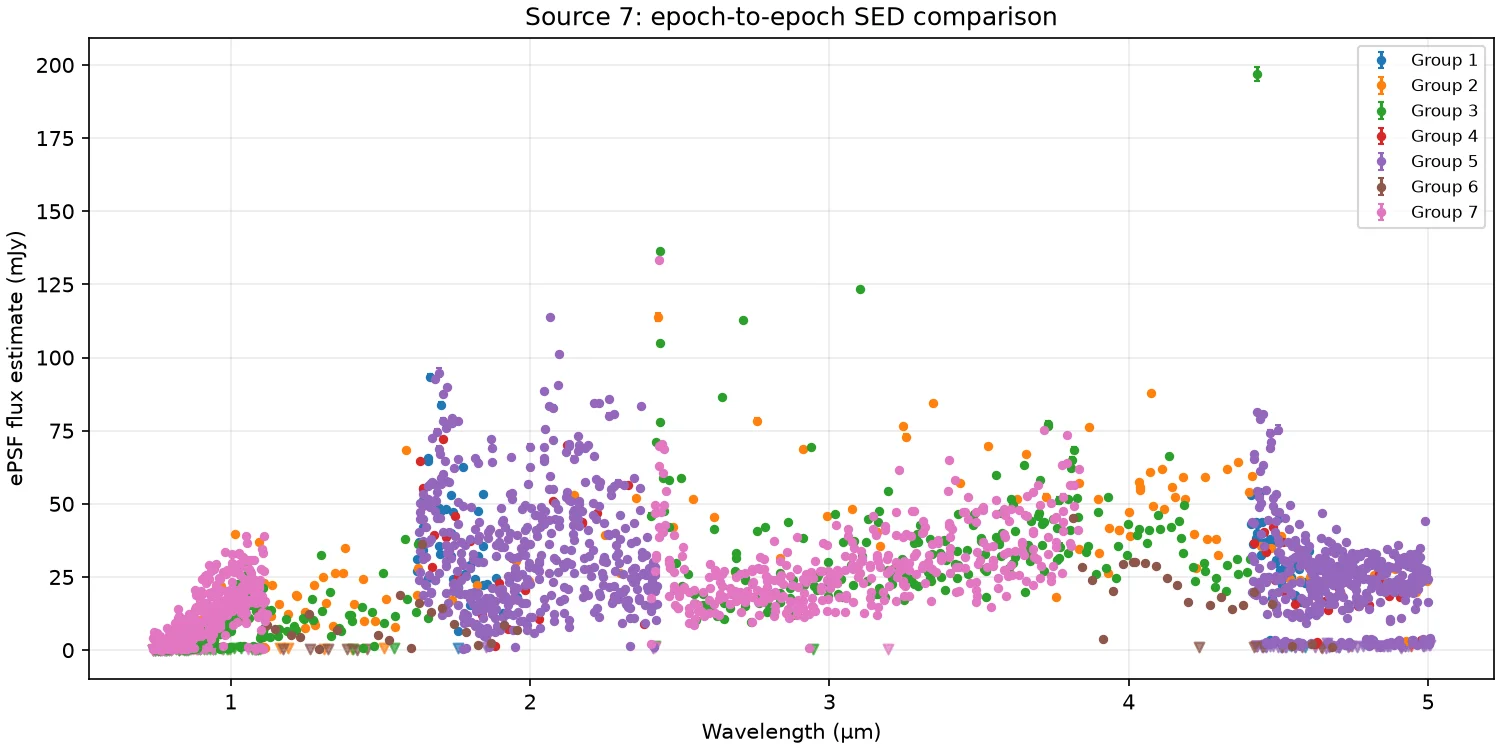 Source 7: epoch-to-epoch SED comparison
200
175
150
125
100
75
50
25
0
ePSF flux estimate (mJy)
Group 1
Group 2
Group 3
Group 4
Group 5
Group 6
Group 7
1
2
3
4
5
Wavelength (μm)